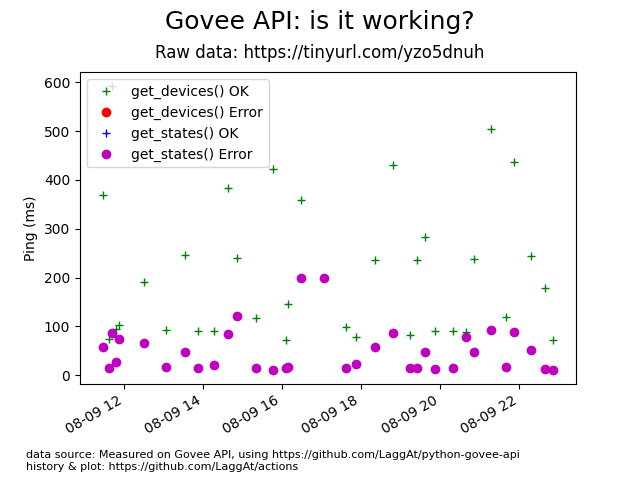 Govee API: is it working?
Raw data: https://tinyurl.com/yzo5dnuh
600
500
400
300
200
100
0
Ping (ms)
get_devices() OK
get_devices() Error
get_states() OK
get_states() Error
08-09 12
08-09 14
08-09 16
08-09 18
08-09 20
08-09 22
data source: Measured on Govee API, using https://github.com/LaggAt/python-govee-api
history & plot: https://github.com/LaggAt/actions